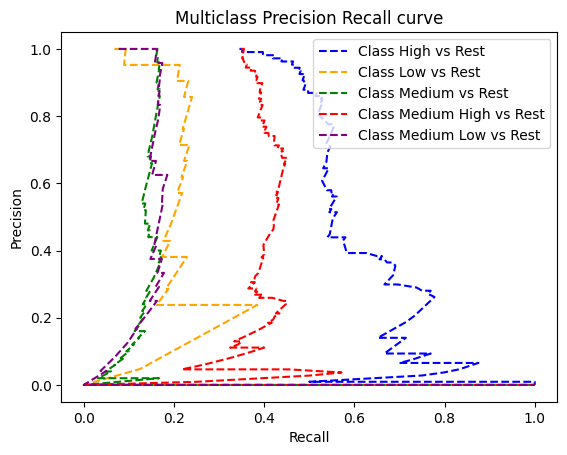 Multiclass Precision Recall curve
Class High vs Rest
Class Low vs Rest
Class Medium vs Rest
Class Medium High vs Rest
Class Medium Low vs Rest
Precision
1.0
0.8
0.6
0.4
0.2
0.0
0.0 0.2 0.4 0.6 0.8 1.0
Recall